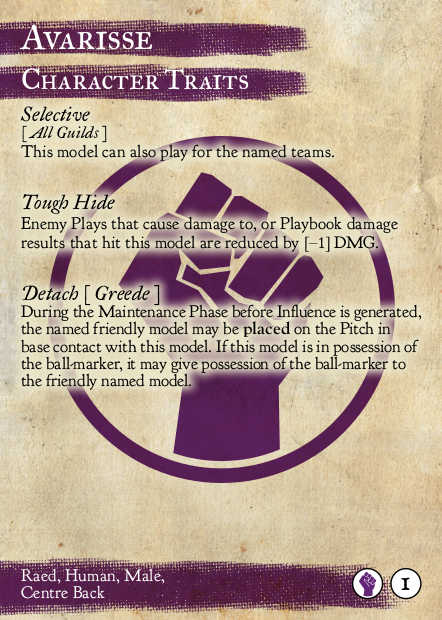 Avarisse
Character Traits
Selective
[ All Guilds ]
This model can also play for the named teams.
Tough Hide
Enemy Plays that cause damage to, or Playbook damage
results that hit this model are reduced by [–1] DMG.
Detach [ Greede ]
During the Maintenance Phase before Influence is generated,
the named friendly model may be placed on the Pitch in
base contact with this model. If this model is in possession of
the ball-marker, it may give possession of the ball-marker to
the friendly named model.
Raed, Human, Male,
Centre Back
1